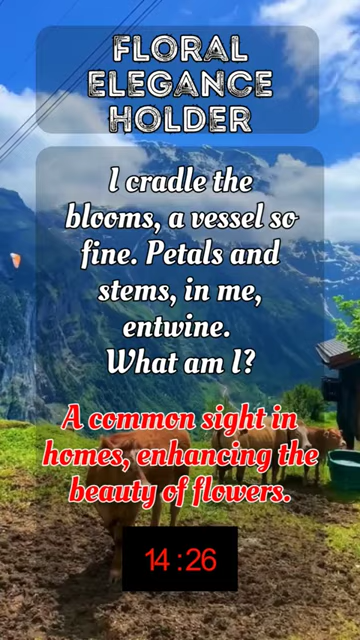 FLORAL
ELEGANCE
HOLDER
I cradle the
blooms, a vessel so
fine. Petals and
stems, in me,
entwine.
What am I?
A common sight in
homes, enhancing the
beauty of flowers.
14:26